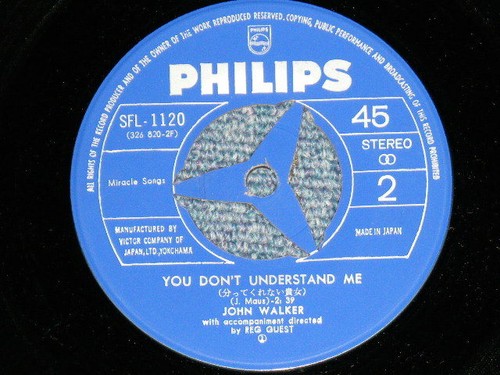 ALL RIGHTS OF THE RECORD PRODUCER AND OF THE OWNER OF THE WORK REPRODUCED RESERVED. COPYING, PUBLIC PERFORMANCE AND BROADCASTING OF THIS RECORD PROHIBITED
PHILIPS
PHILIPS
SFL-1120
(326 820-2F)
45
STEREO
2
Miracle Songs
MANUFACTURED BY
VICTOR COMPANY OF
JAPAN, LTD, YOKOHAMA
MADE IN JAPAN
YOU DON'T UNDERSTAND ME
(分ってくれない貴女)
(J. Maus)-2:39
JOHN WALKER
with accompaniment directed
by REG GUEST